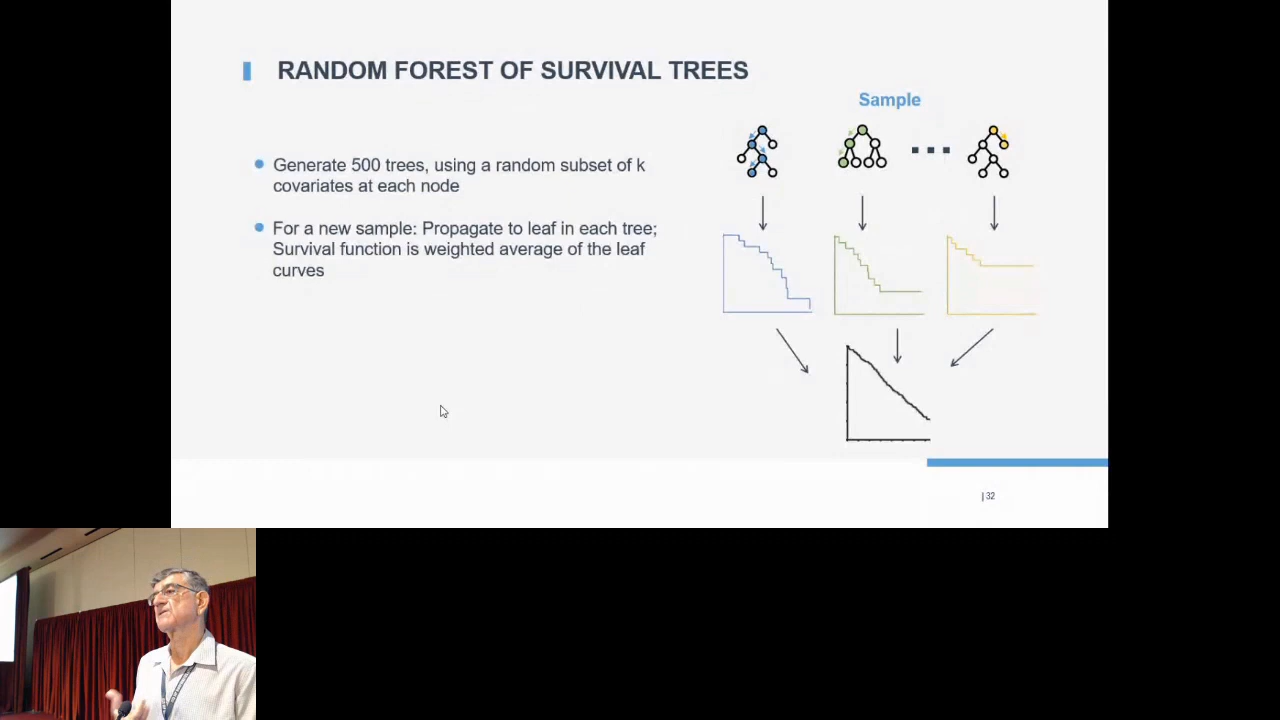 RANDOM FOREST OF SURVIVAL TREES
Sample
Generate 500 trees, using a random subset of k
covariates at each node
For a new sample: Propagate to leaf in each tree;
Survival function is weighted average of the leaf
curves
| 32